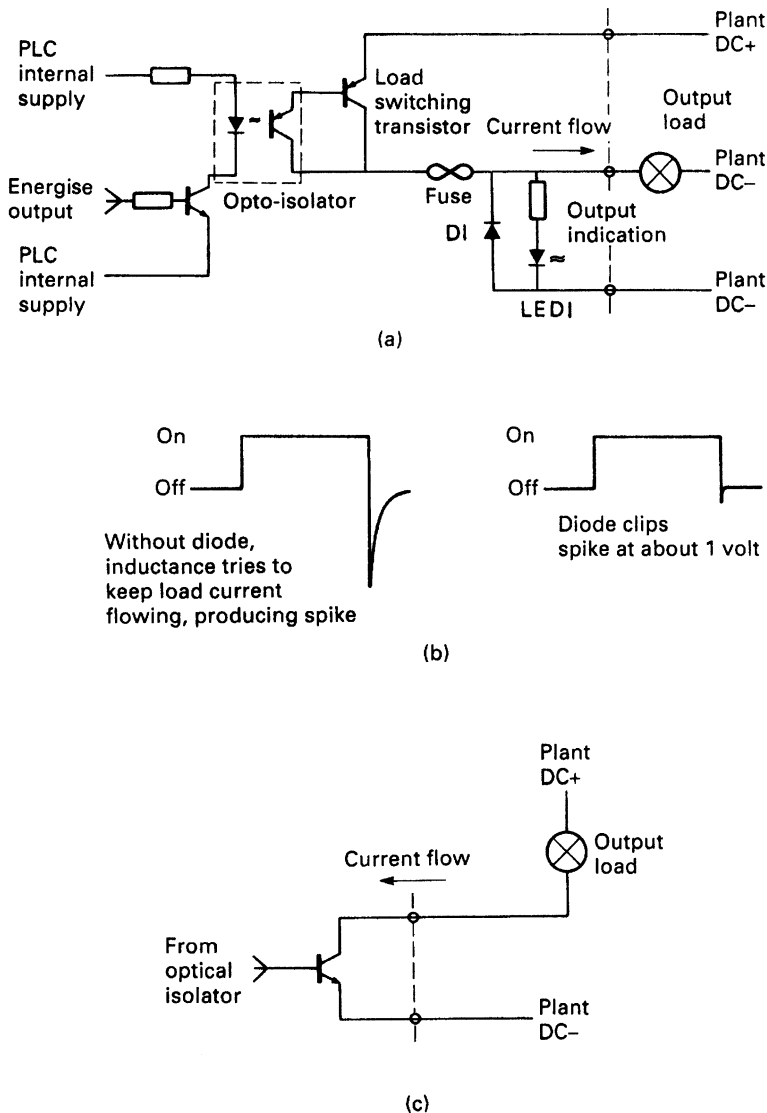 PLC
internal
supply
Load
switching
transistor
Plant
DC+
Output
load
Current flow
Plant
DC–
Energise
output
Opto-isolator
Fuse
DI
Output
indication
PLC
internal
supply
LEDI
Plant
DC–
(a)
On
Off
Without diode,
inductance tries to
keep load current
flowing, producing spike
On
Off
Diode clips
spike at about 1 volt
(b)
Plant
DC+
Current flow
Output
load
From
optical
isolator
Plant
DC–
(c)